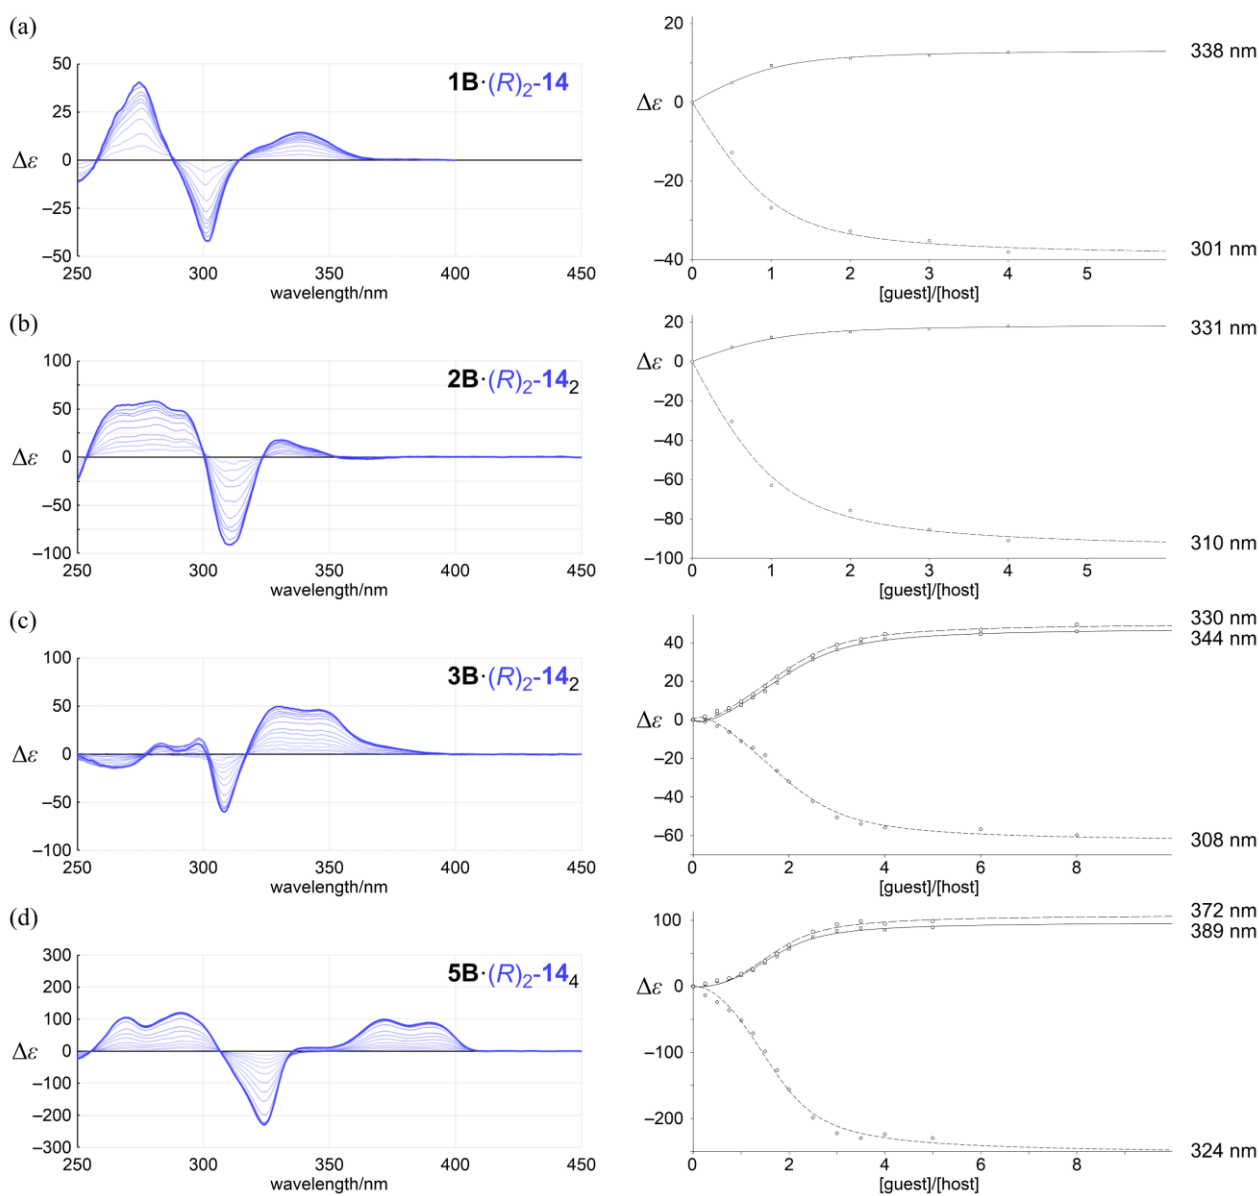 (a)
50
25
0
–25
–50
Δε
1B·(R)₂-14
250 300 350 400 450
wavelength/nm
20
0
–20
–40
Δε
338 nm
301 nm
0 1 2 3 4 5
[guest]/[host]
(b)
100
50
0
–50
–100
Δε
2B·(R)₂-14₂
250 300 350 400 450
wavelength/nm
20
0
–20
–40
–60
–80
–100
Δε
331 nm
310 nm
0 1 2 3 4 5
[guest]/[host]
(c)
100
50
0
–50
–100
Δε
3B·(R)₂-14₂
250 300 350 400 450
wavelength/nm
40
20
0
–20
–40
–60
Δε
330 nm
344 nm
308 nm
0 2 4 6 8
[guest]/[host]
(d)
300
200
100
0
–100
–200
–300
Δε
5B·(R)₂-14₄
250 300 350 400 450
wavelength/nm
100
0
–100
–200
Δε
372 nm
389 nm
324 nm
0 2 4 6 8
[guest]/[host]